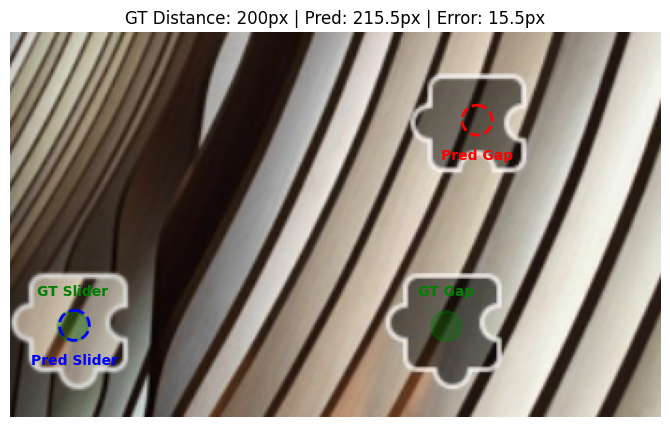 GT Distance: 200px | Pred: 215.5px | Error: 15.5px
Pred Gap
GT Slider
GT Gap
Pred Slider